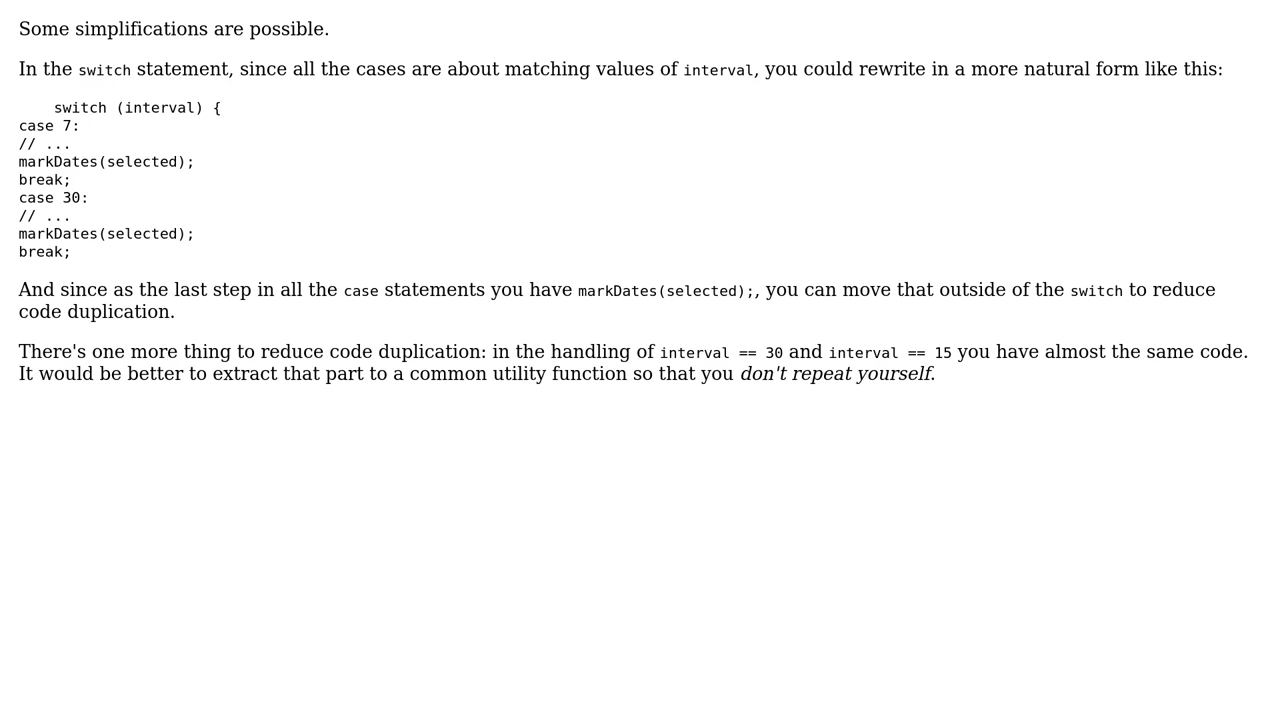 Some simplifications are possible.
In the switch statement, since all the cases are about matching values of interval, you could rewrite in a more natural form like this:
    switch (interval) {
case 7:
// ...
markDates(selected);
break;
case 30:
// ...
markDates(selected);
break;
And since as the last step in all the case statements you have markDates(selected);, you can move that outside of the switch to reduce
code duplication.
There's one more thing to reduce code duplication: in the handling of interval == 30 and interval == 15 you have almost the same code.
It would be better to extract that part to a common utility function so that you don't repeat yourself.